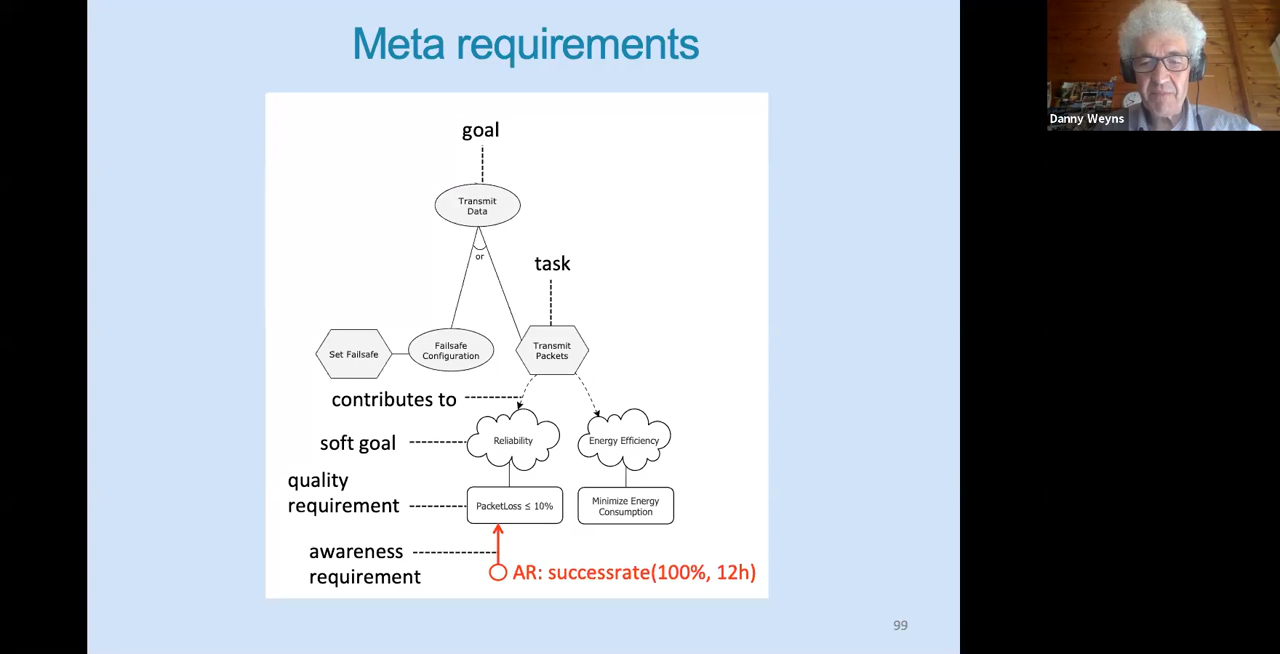 Meta requirements
Danny Weyns
goal
Transmit
Data
or
task
Set Failsafe
Failsafe
Configuration
Transmit
Packets
contributes to
soft goal
Reliability
Energy Efficiency
quality
requirement
PacketLoss ≤ 10%
Minimize Energy
Consumption
awareness
requirement
AR: successrate(100%, 12h)
99